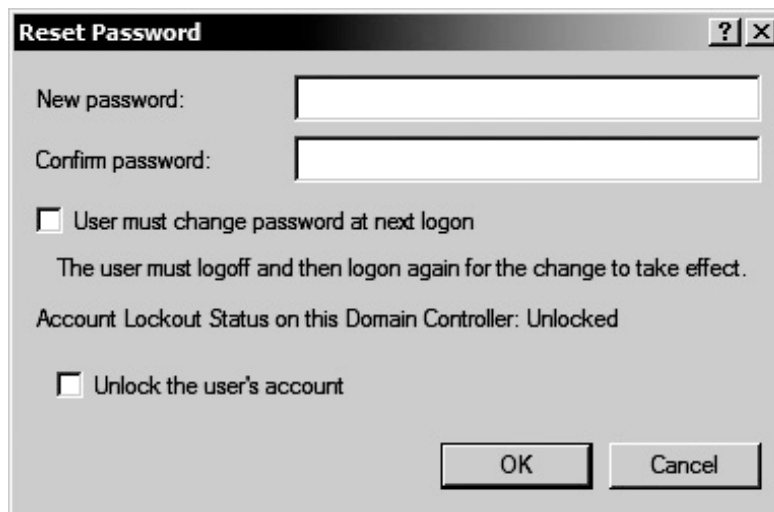 Reset Password
New password:
Confirm password:
User must change password at next logon
The user must logoff and then logon again for the change to take effect.
Account Lockout Status on this Domain Controller: Unlocked
Unlock the user's account
OK Cancel